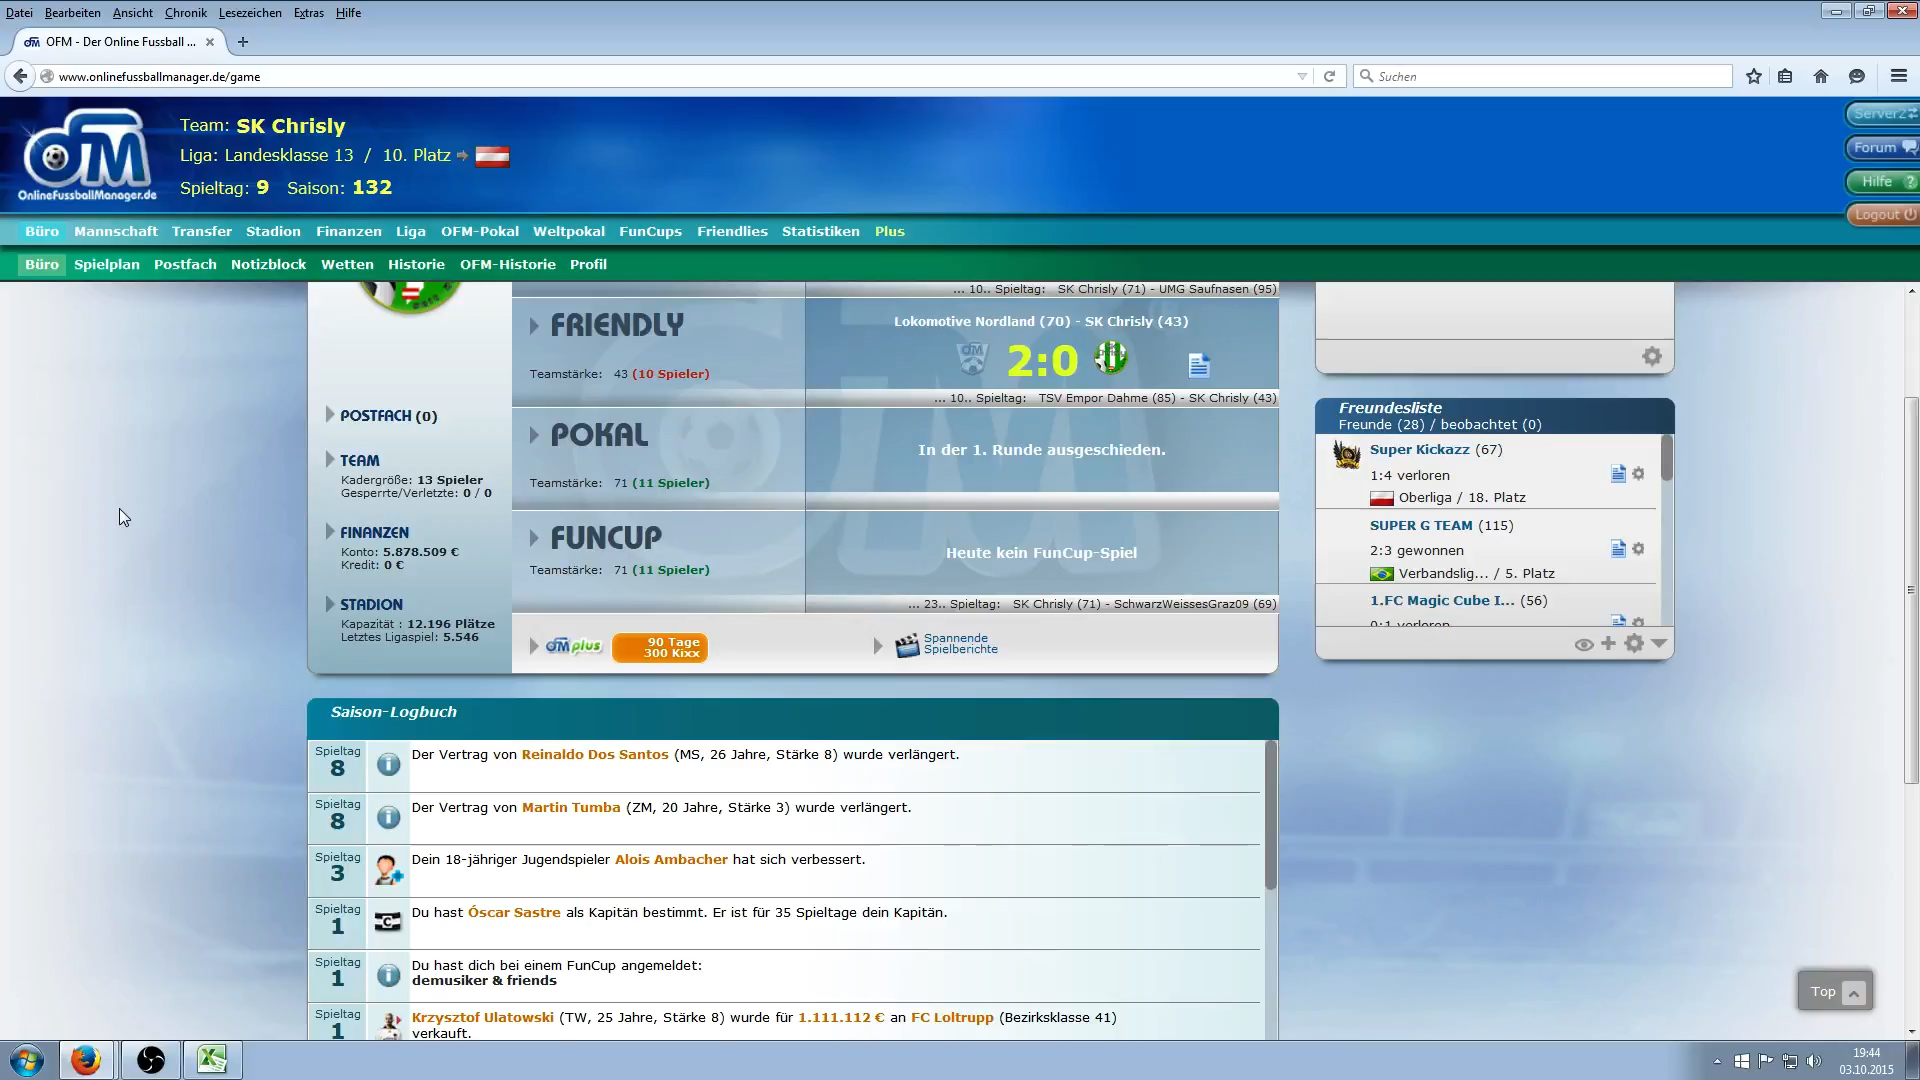 Datei Bearbeiten Ansicht Chronik Lesezeichen Extras Hilfe
OFM - Der Online Fussball ...
www.onlinefussballmanager.de/game
Suchen
OFM
OnlineFussballManager.de
Team: SK Chrisly
Liga: Landesklasse 13 / 10. Platz
Spieltag: 9 Saison: 132
Server2
Forum
Hilfe ?
Logout
Büro Mannschaft Transfer Stadion Finanzen Liga OFM-Pokal Weltpokal FunCups Friendlies Statistiken Plus
Büro Spielplan Postfach Notizblock Wetten Historie OFM-Historie Profil
POSTFACH (0)
TEAM
Kadergröße: 13 Spieler
Gesperrte/Verletzte: 0 / 0
FINANZEN
Konto: 5.878.509 €
Kredit: 0 €
STADION
Kapazität : 12.196 Plätze
Letztes Ligaspiel: 5.546
... 10.. Spieltag: SK Chrisly (71) - UMG Saufnasen (95)
FRIENDLY
Teamstärke: 43 (10 Spieler)
Lokomotive Nordland (70) - SK Chrisly (43)
2:0
... 10.. Spieltag: TSV Empor Dahme (85) - SK Chrisly (43)
POKAL
Teamstärke: 71 (11 Spieler)
In der 1. Runde ausgeschieden.
FUNCUP
Teamstärke: 71 (11 Spieler)
Heute kein FunCup-Spiel
... 23.. Spieltag: SK Chrisly (71) - SchwarzWeissesGraz09 (69)
OFM plus
90 Tage
300 Kixx
Spannende
Spielberichte
Freundesliste
Freunde (28) / beobachtet (0)
Super Kickazz (67)
1:4 verloren
Oberliga / 18. Platz
SUPER G TEAM (115)
2:3 gewonnen
Verbandslig... / 5. Platz
1.FC Magic Cube I... (56)
0:1 verloren
Saison-Logbuch
Spieltag
8
Der Vertrag von Reinaldo Dos Santos (MS, 26 Jahre, Stärke 8) wurde verlängert.
Spieltag
8
Der Vertrag von Martin Tumba (ZM, 20 Jahre, Stärke 3) wurde verlängert.
Spieltag
3
Dein 18-jähriger Jugendspieler Alois Ambacher hat sich verbessert.
Spieltag
1
C
Du hast Óscar Sastre als Kapitän bestimmt. Er ist für 35 Spieltage dein Kapitän.
Spieltag
1
Du hast dich bei einem FunCup angemeldet:
demusiker & friends
Spieltag
1
Krzysztof Ulatowski (TW, 25 Jahre, Stärke 8) wurde für 1.111.112 € an FC Loltrupp (Bezirksklasse 41)
verkauft.
Top
19:44
03.10.2015